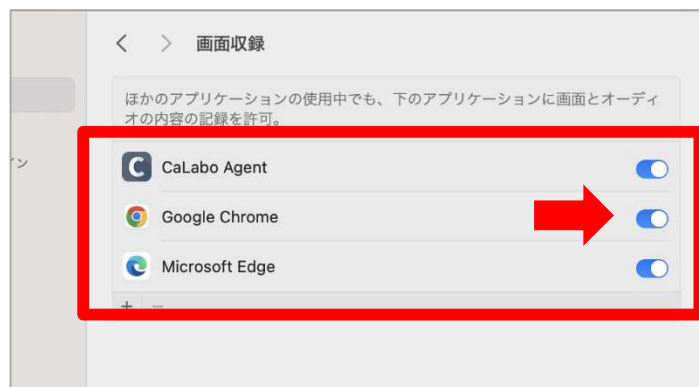 画面収録
ほかのアプリケーションの使用中でも、下のアプリケーションに画面とオーディ
オの内容の記録を許可。
イン
CaLabo Agent
Google Chrome
Microsoft Edge